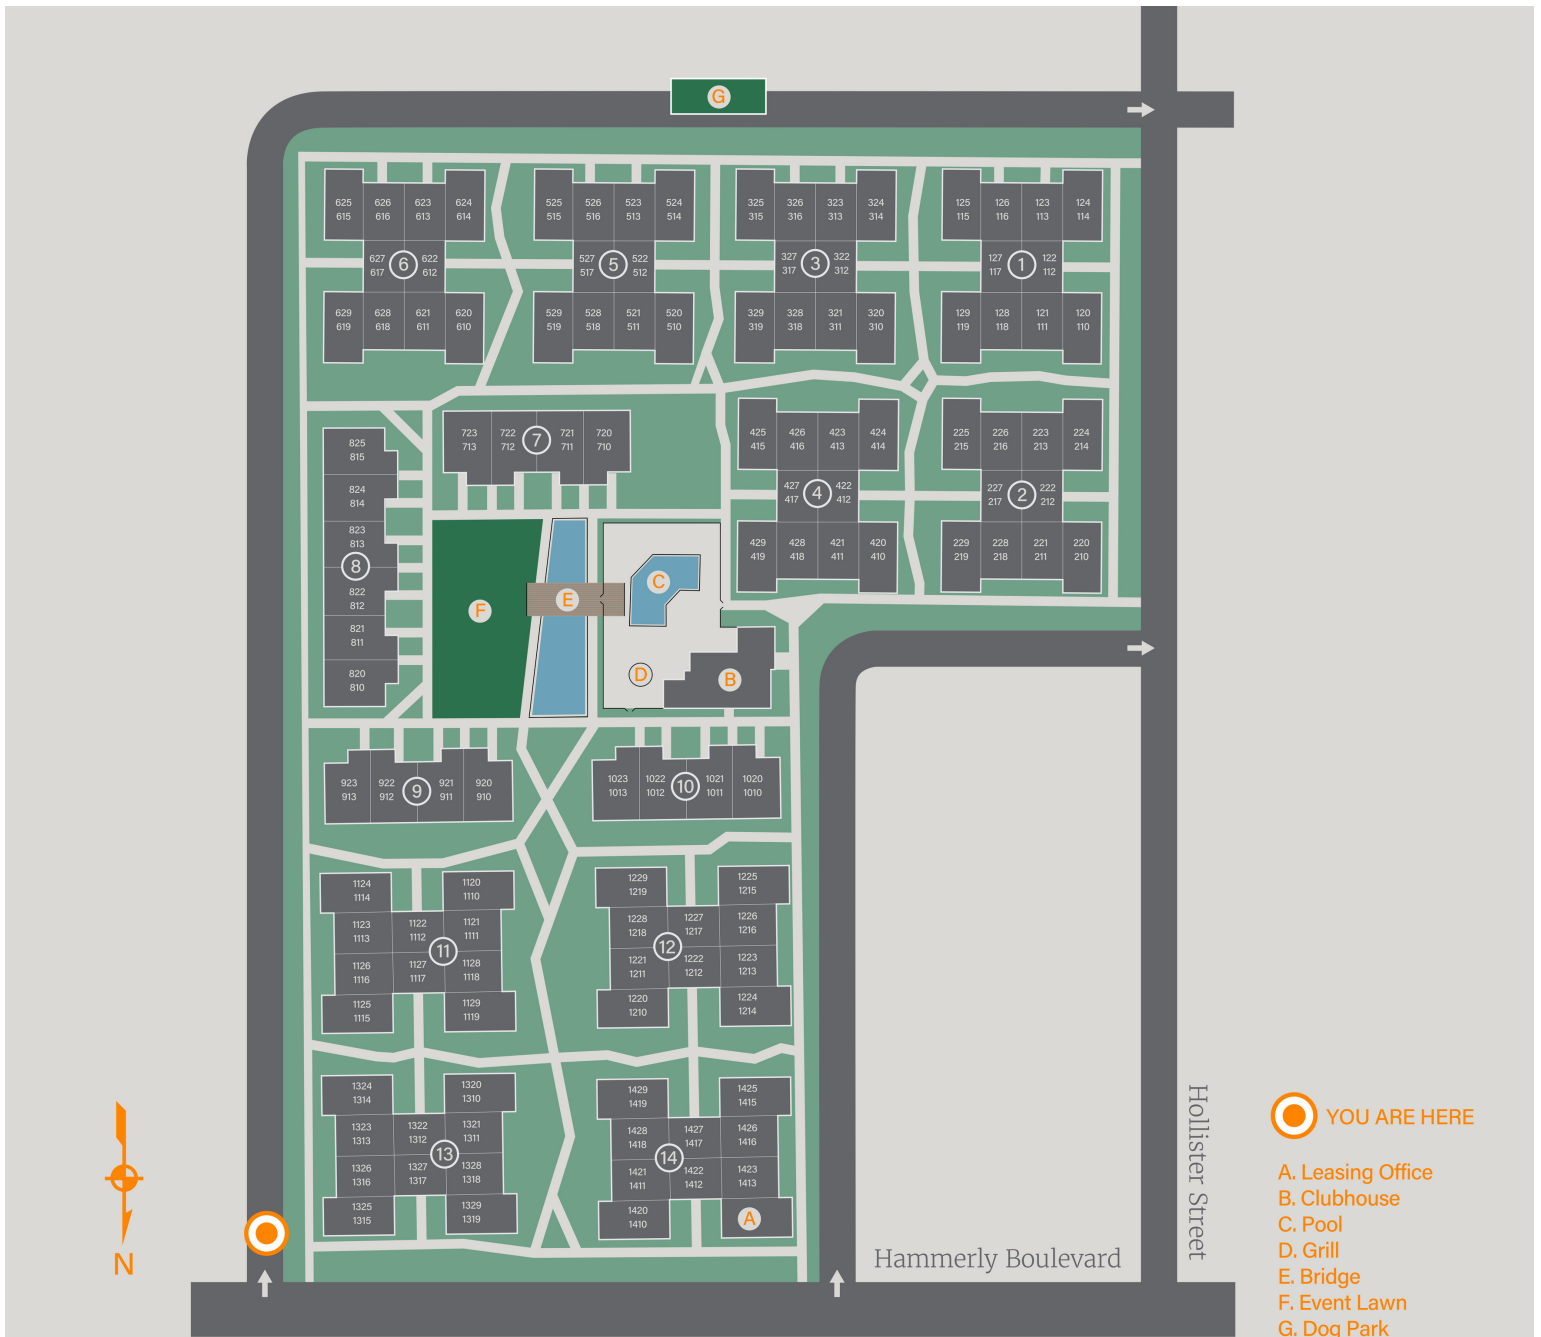 G
625 626 623 624
615 616 613 614
627 622
617 612
6
629 628 621 620
619 618 611 610
525 526 523 524
515 516 513 514
527 522
517 512
5
529 528 521 520
519 518 511 510
325 326 323 324
315 316 313 314
327 322
317 312
3
329 328 321 320
319 318 311 310
125 126 123 124
115 116 113 114
127 122
117 112
1
129 128 121 120
119 118 111 110
723 722 721 720
713 712 711 710
7
425 426 423 424
415 416 413 414
427 422
417 412
4
429 428 421 420
419 418 411 410
225 226 223 224
215 216 213 214
227 222
217 212
2
229 228 221 220
219 218 211 210
825
815
824
814
823
813
8
822
812
821
811
820
810
F
E
C
D
B
923 922 921 920
913 912 911 910
9
1023 1022 1021 1020
1013 1012 1011 1010
10
1124 1120
1114 1110
1123 1122 1121
1113 1112 1111
11
1126 1127 1128
1116 1117 1118
1125 1129
1115 1119
1229 1225
1219 1215
1228 1227 1226
1218 1217 1216
12
1221 1222 1223
1211 1212 1213
1220 1224
1210 1214
1324 1320
1314 1310
1323 1322 1321
1313 1312 1311
13
1326 1327 1328
1316 1317 1318
1325 1329
1315 1319
1429 1425
1419 1415
1428 1427 1426
1418 1417 1416
14
1421 1422 1423
1411 1412 1413
1420
1410
A
N
Hammerly Boulevard
Hollister Street
YOU ARE HERE
A. Leasing Office
B. Clubhouse
C. Pool
D. Grill
E. Bridge
F. Event Lawn
G. Dog Park